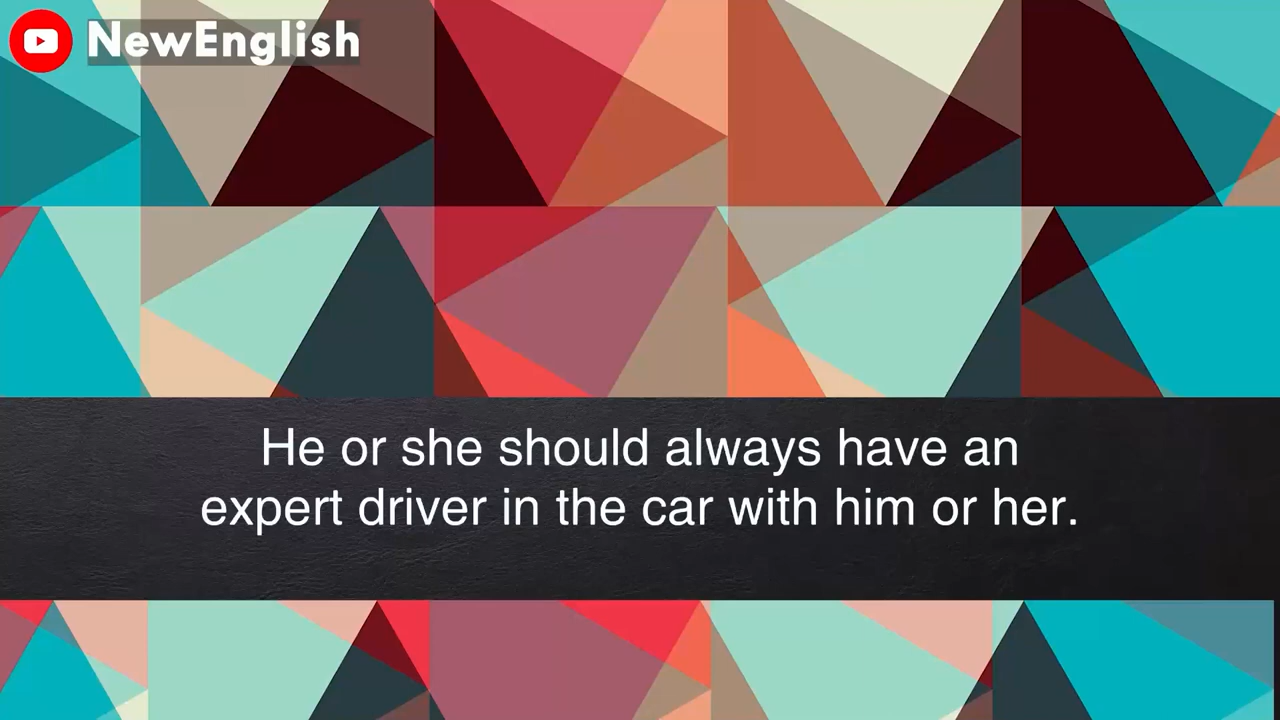 NewEnglish
He or she should always have an
expert driver in the car with him or her.